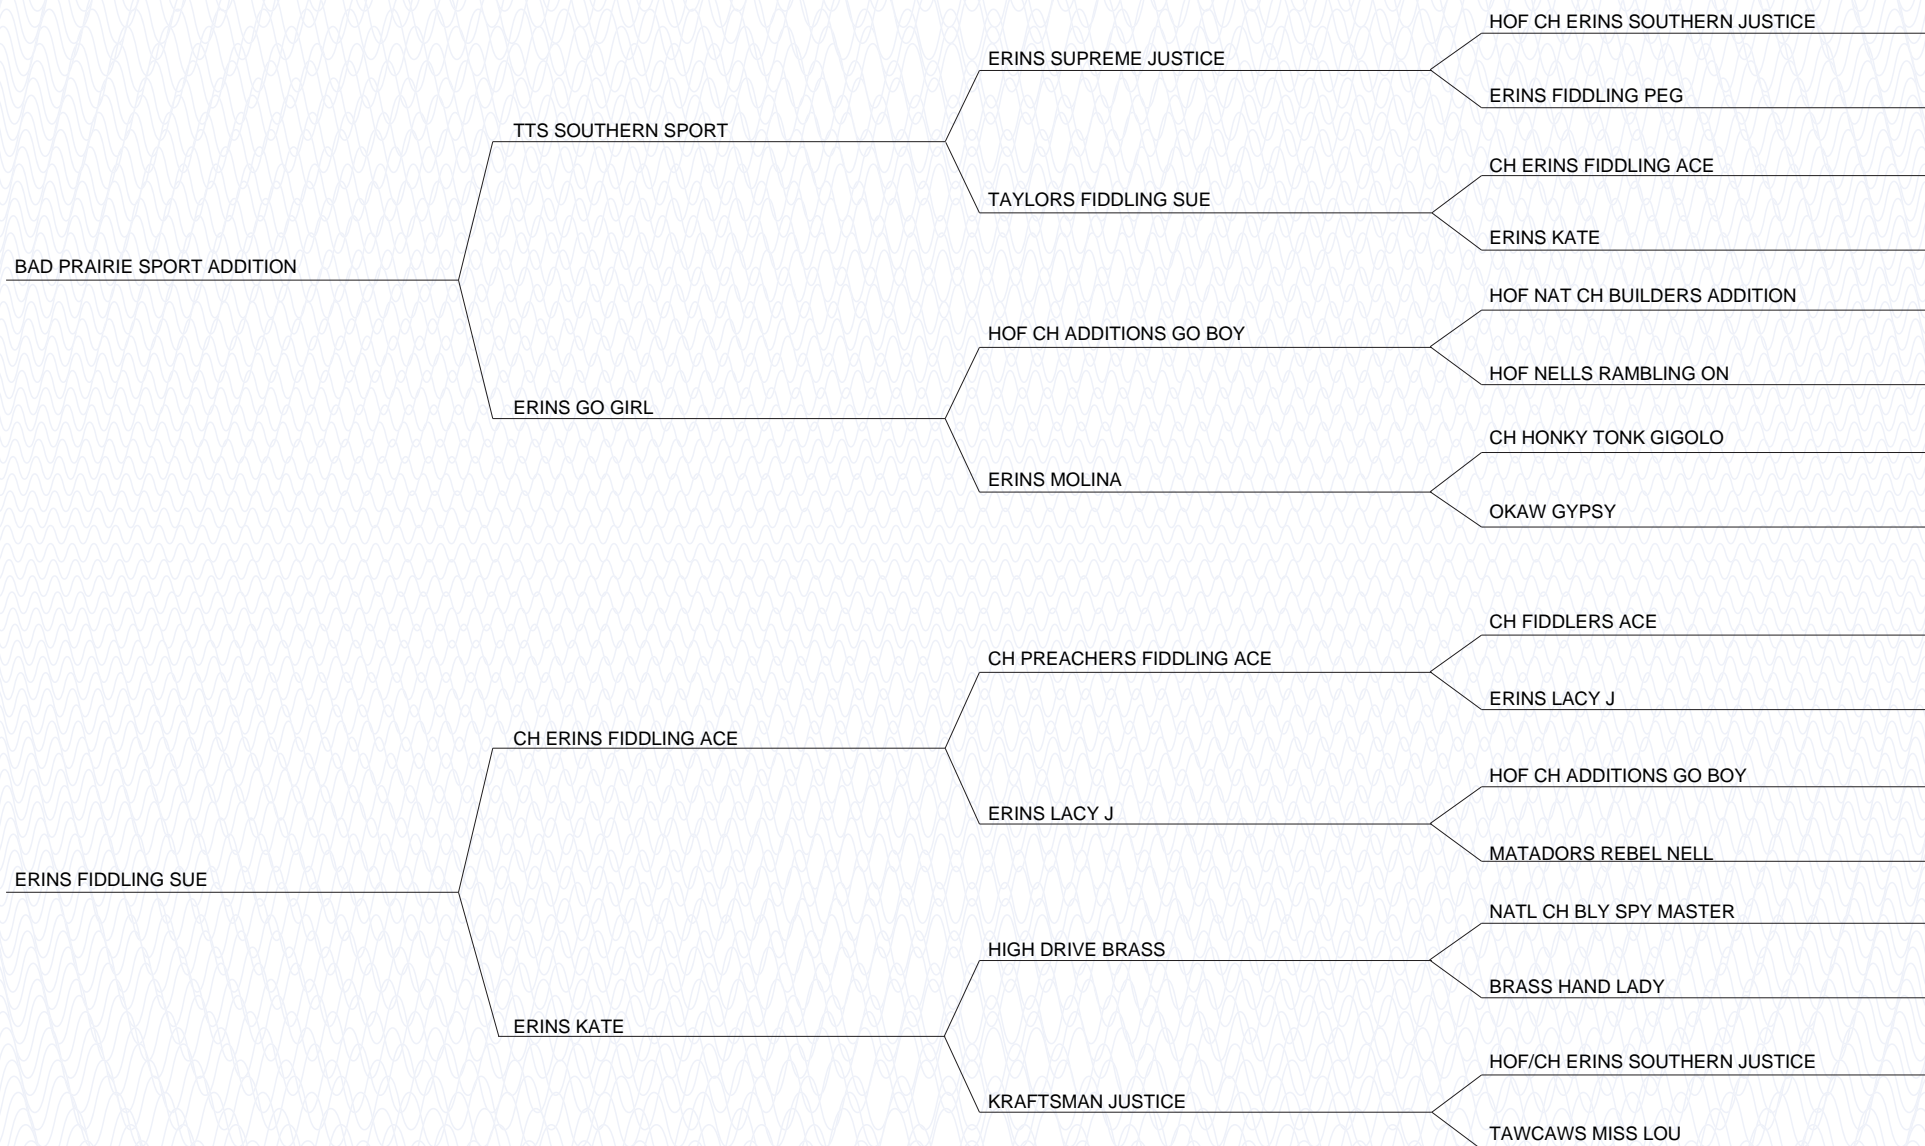 HOF CH ERINS SOUTHERN JUSTICE
ERINS SUPREME JUSTICE
ERINS FIDDLING PEG
TTS SOUTHERN SPORT
CH ERINS FIDDLING ACE
TAYLORS FIDDLING SUE
ERINS KATE
BAD PRAIRIE SPORT ADDITION
HOF NAT CH BUILDERS ADDITION
HOF CH ADDITIONS GO BOY
HOF NELLS RAMBLING ON
ERINS GO GIRL
CH HONKY TONK GIGOLO
ERINS MOLINA
OKAW GYPSY
CH FIDDLERS ACE
CH PREACHERS FIDDLING ACE
ERINS LACY J
CH ERINS FIDDLING ACE
HOF CH ADDITIONS GO BOY
ERINS LACY J
MATADORS REBEL NELL
ERINS FIDDLING SUE
NATL CH BLY SPY MASTER
HIGH DRIVE BRASS
BRASS HAND LADY
ERINS KATE
HOF/CH ERINS SOUTHERN JUSTICE
KRAFTSMAN JUSTICE
TAWCAWS MISS LOU